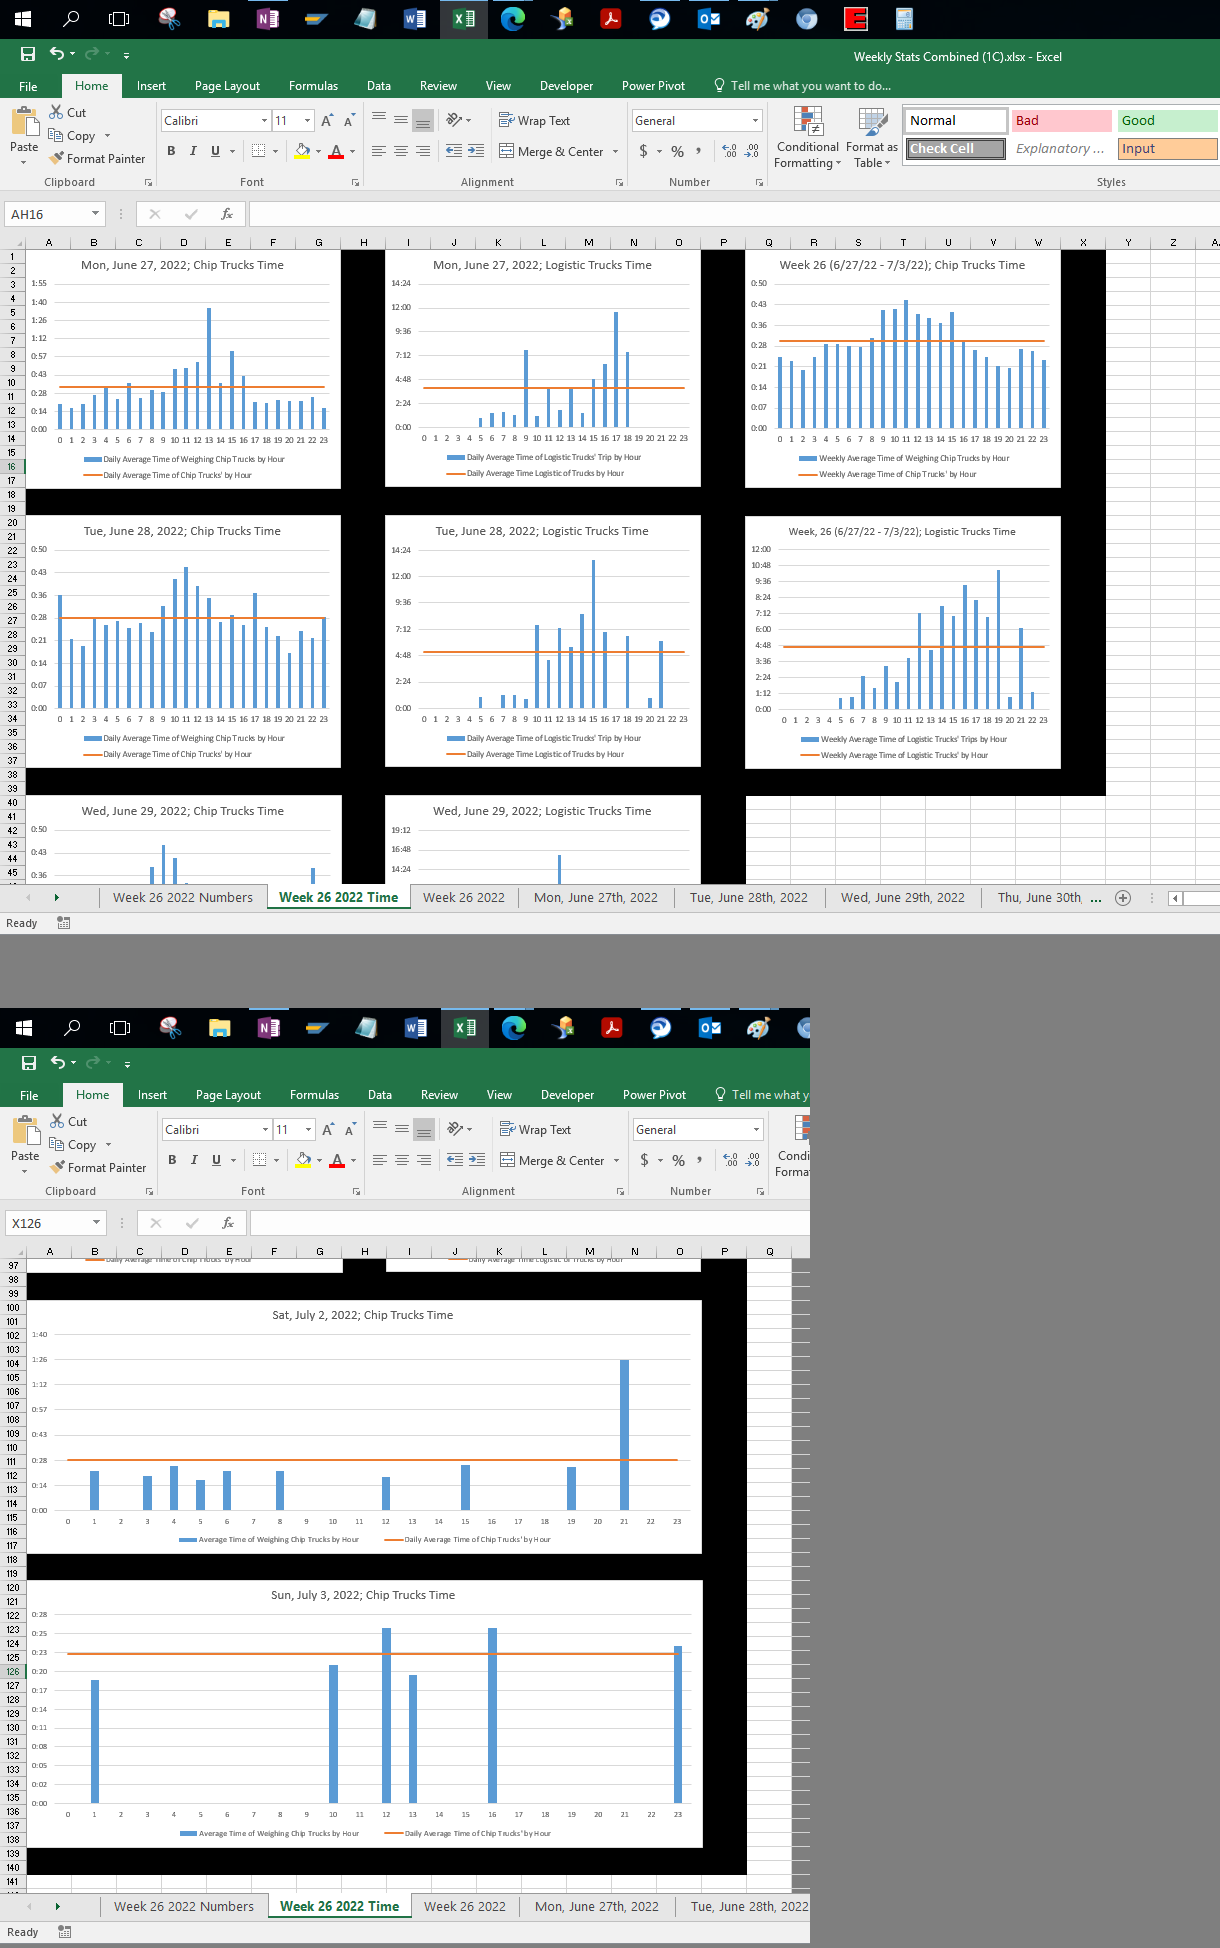 Weekly Stats Combined (1C).xlsx - Excel
File Home Insert Page Layout Formulas Data Review View Developer Power Pivot Tell me what you want to do...
Paste Cut Copy Format Painter Calibri 11 Wrap Text Merge & Center General Conditional Formatting Format as Table Normal Bad Good Check Cell Explanatory ... Input
Clipboard Font Alignment Number Styles
AH16
A B C D E F G H I J K L M N O P Q R S T U V W X Y Z
Mon, June 27, 2022; Chip Trucks Time
1:55
1:40
1:26
1:12
0:57
0:43
0:28
0:14
0:00
0 1 2 3 4 5 6 7 8 9 10 11 12 13 14 15 16 17 18 19 20 21 22 23
Daily Average Time of Weighing Chip Trucks by Hour
Daily Average Time of Chip Trucks' by Hour
Mon, June 27, 2022; Logistic Trucks Time
14:24
12:00
9:36
7:12
4:48
2:24
0:00
0 1 2 3 4 5 6 7 8 9 10 11 12 13 14 15 16 17 18 19 20 21 22 23
Daily Average Time of Logistic Trucks' Trip by Hour
Daily Average Time Logistic of Trucks by Hour
Week 26 (6/27/22 - 7/3/22); Chip Trucks Time
0:50
0:43
0:36
0:28
0:21
0:14
0:07
0:00
0 1 2 3 4 5 6 7 8 9 10 11 12 13 14 15 16 17 18 19 20 21 22 23
Weekly Average Time of Weighing Chip Trucks by Hour
Weekly Average Time of Chip Trucks' by Hour
Tue, June 28, 2022; Chip Trucks Time
0:50
0:43
0:36
0:28
0:21
0:14
0:07
0:00
0 1 2 3 4 5 6 7 8 9 10 11 12 13 14 15 16 17 18 19 20 21 22 23
Daily Average Time of Weighing Chip Trucks by Hour
Daily Average Time of Chip Trucks' by Hour
Tue, June 28, 2022; Logistic Trucks Time
14:24
12:00
9:36
7:12
4:48
2:24
0:00
0 1 2 3 4 5 6 7 8 9 10 11 12 13 14 15 16 17 18 19 20 21 22 23
Daily Average Time of Logistic Trucks' Trip by Hour
Daily Average Time Logistic of Trucks by Hour
Week, 26 (6/27/22 - 7/3/22); Logistic Trucks Time
12:00
10:48
9:36
8:24
7:12
6:00
4:48
3:36
2:24
1:12
0:00
0 1 2 3 4 5 6 7 8 9 10 11 12 13 14 15 16 17 18 19 20 21 22 23
Weekly Average Time of Logistic Trucks' Trips by Hour
Weekly Average Time of Logistic Trucks' by Hour
Wed, June 29, 2022; Chip Trucks Time
0:50
0:43
0:36
Wed, June 29, 2022; Logistic Trucks Time
19:12
16:48
14:24
Week 26 2022 Numbers Week 26 2022 Time Week 26 2022 Mon, June 27th, 2022 Tue, June 28th, 2022 Wed, June 29th, 2022 Thu, June 30th, ...
Ready
File Home Insert Page Layout Formulas Data Review View Developer Power Pivot Tell me what y
Paste Cut Copy Format Painter Calibri 11 Wrap Text Merge & Center General Condi Forma
Clipboard Font Alignment Number
X126
A B C D E F G H I J K L M N O P Q
Daily Average Time of Chip Trucks' by Hour
Daily Average Time Logistic of Trucks by Hour
Sat, July 2, 2022; Chip Trucks Time
1:40
1:26
1:12
0:57
0:43
0:28
0:14
0:00
0 1 2 3 4 5 6 7 8 9 10 11 12 13 14 15 16 17 18 19 20 21 22 23
Average Time of Weighing Chip Trucks by Hour Daily Average Time of Chip Trucks' by Hour
Sun, July 3, 2022; Chip Trucks Time
0:28
0:25
0:23
0:20
0:17
0:14
0:11
0:08
0:05
0:02
0:00
0 1 2 3 4 5 6 7 8 9 10 11 12 13 14 15 16 17 18 19 20 21 22 23
Average Time of Weighing Chip Trucks by Hour Daily Average Time of Chip Trucks' by Hour
Week 26 2022 Numbers Week 26 2022 Time Week 26 2022 Mon, June 27th, 2022 Tue, June 28th, 2022
Ready